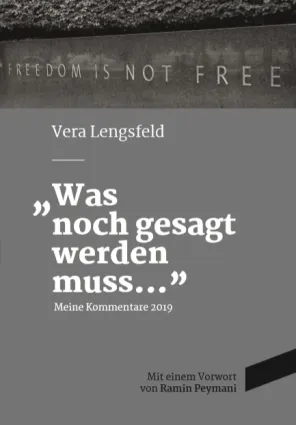 FREEDOM IS NOT FREE
Vera Lengsfeld
„Was
noch gesagt
werden
muss...”
Meine Kommentare 2019
Mit einem Vorwort
von Ramin Peymani